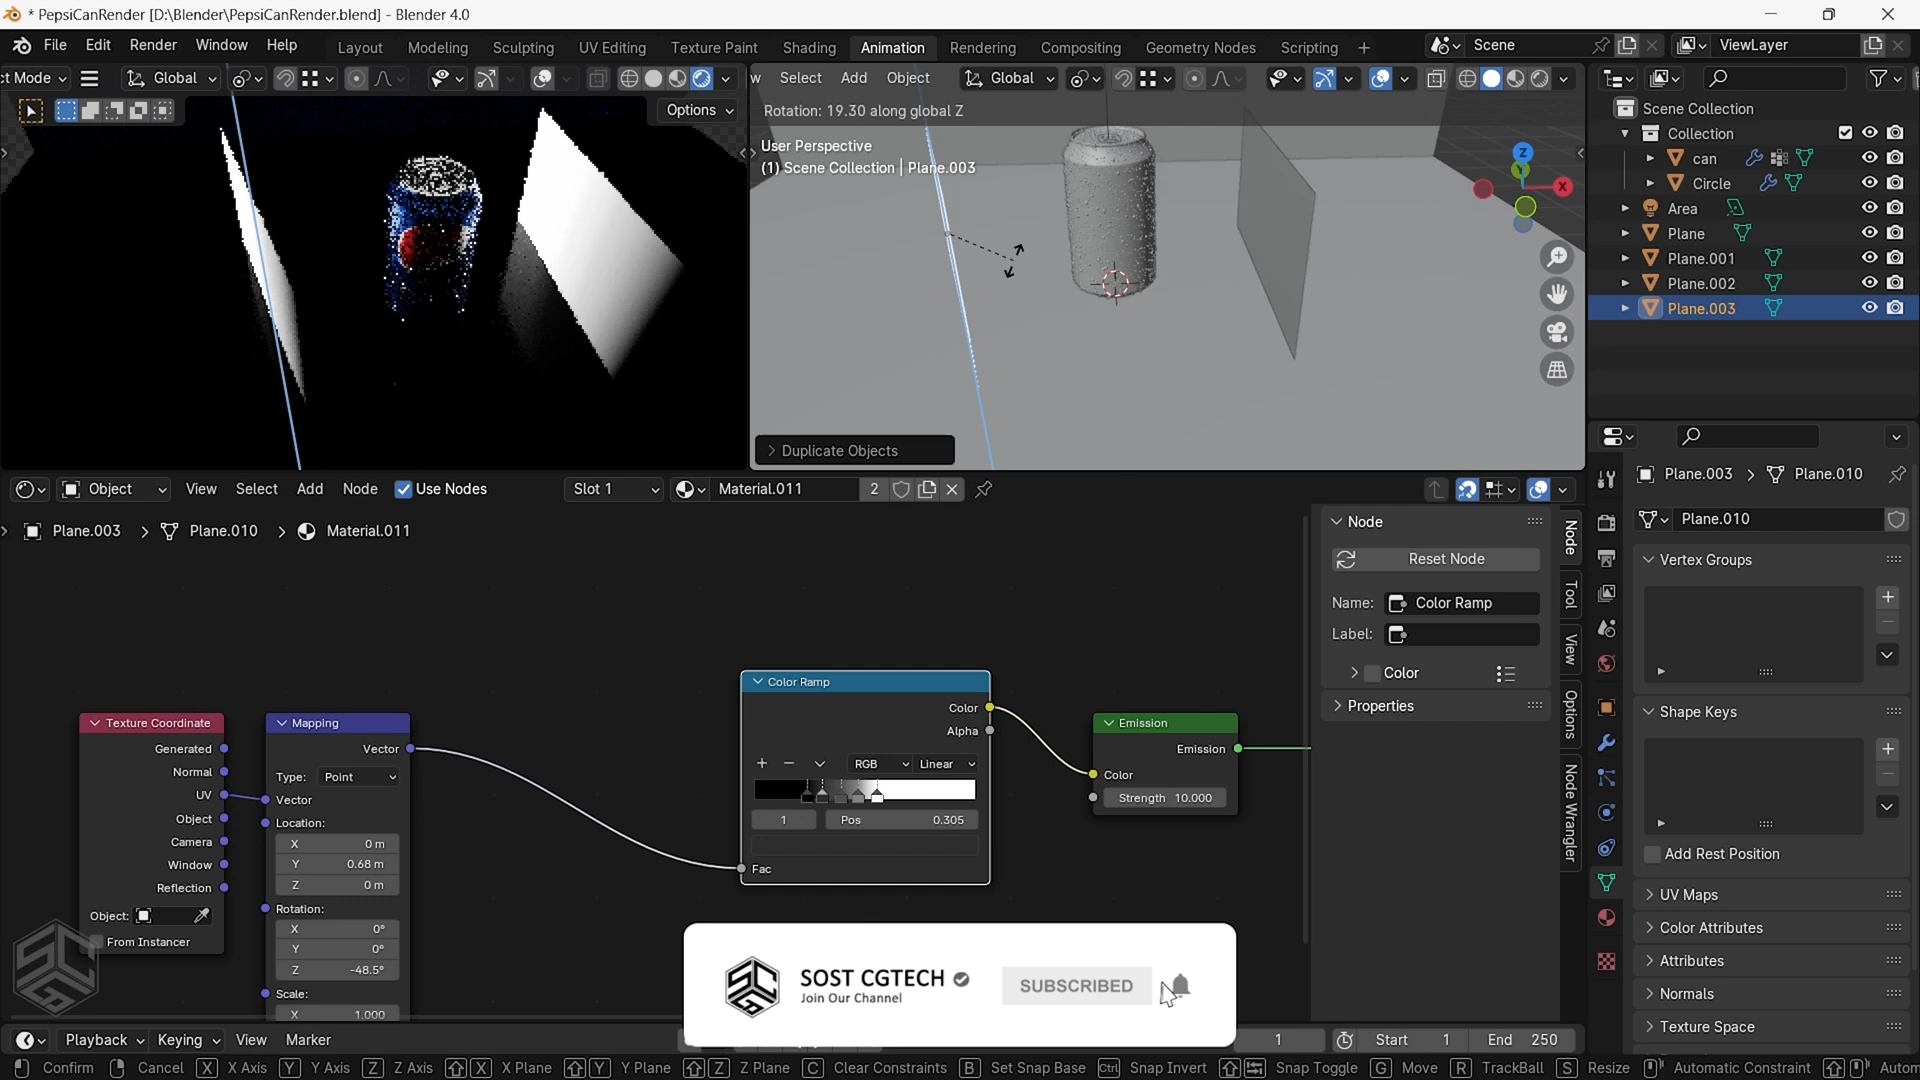 * PepsiCanRender [D:\Blender\PepsiCanRender.blend] - Blender 4.0
File Edit Render Window Help Layout Modeling Sculpting UV Editing Texture Paint Shading Animation Rendering Compositing Geometry Nodes Scripting + Scene ViewLayer
ct Mode Global Options
w Select Add Object Global
Rotation: 19.30 along global Z
User Perspective
(1) Scene Collection | Plane.003
Z
X
Duplicate Objects
Scene Collection
Collection
can
Circle
Area
Plane
Plane.001
Plane.002
Plane.003
Object View Select Add Node Use Nodes Slot 1 Material.011 2
Plane.003 > Plane.010 > Material.011
Texture Coordinate
Generated
Normal
UV
Object
Camera
Window
Reflection
Object:
From Instancer
Mapping
Vector
Type: Point
Vector
Location:
X 0 m
Y 0.68 m
Z 0 m
Rotation:
X 0°
Y 0°
Z -48.5°
Scale:
X 1.000
Color Ramp
Color
Alpha
+ − RGB Linear
1 Pos 0.305
Fac
Emission
Emission
Color
Strength 10.000
Node
Reset Node
Name: Color Ramp
Label:
Color
Properties
Node
Tool
View
Options
Node Wrangler
Plane.003 > Plane.010
Plane.010
Vertex Groups
Shape Keys
Add Rest Position
UV Maps
Color Attributes
Attributes
Normals
Texture Space
SOST CGTECH
Join Our Channel
SUBSCRIBED
Playback Keying View Marker 1 Start 1 End 250
Confirm Cancel X X Axis Y Y Axis Z Z Axis X X Plane Y Y Plane Z Z Plane C Clear Constraints B Set Snap Base Ctrl Snap Invert Snap Toggle G Move R TrackBall S Resize Automatic Constraint Autom